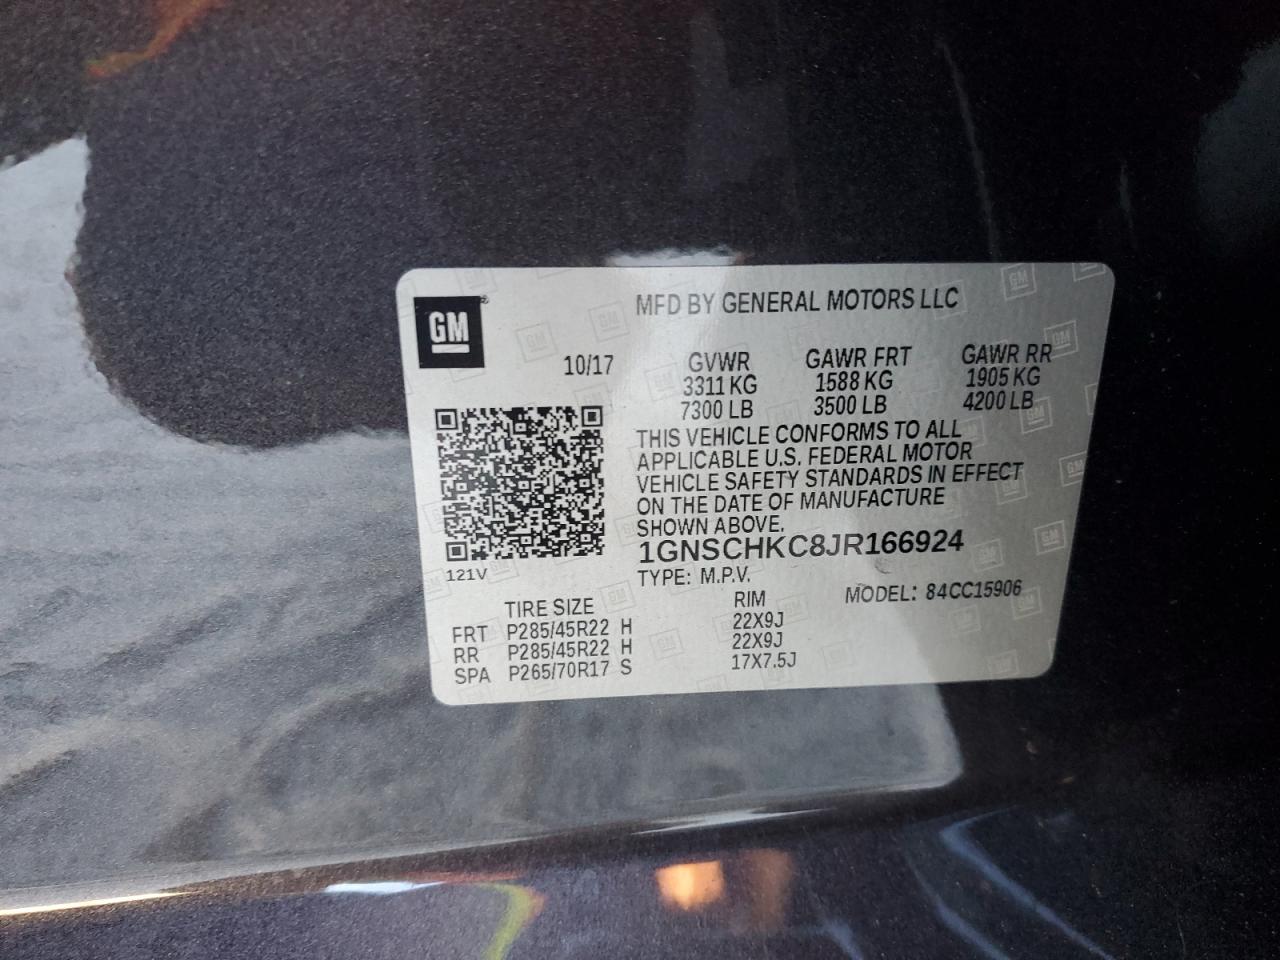 GM®
MFD BY GENERAL MOTORS LLC
10/17 GVWR GAWR FRT GAWR RR
3311 KG 1588 KG 1905 KG
7300 LB 3500 LB 4200 LB
THIS VEHICLE CONFORMS TO ALL
APPLICABLE U.S. FEDERAL MOTOR
VEHICLE SAFETY STANDARDS IN EFFECT
ON THE DATE OF MANUFACTURE
SHOWN ABOVE.
1GNSCHKC8JR166924
121V
TYPE: M.P.V. MODEL: 84CC15906
TIRE SIZE RIM
FRT P285/45R22 H 22X9J
RR P285/45R22 H 22X9J
SPA P265/70R17 S 17X7.5J